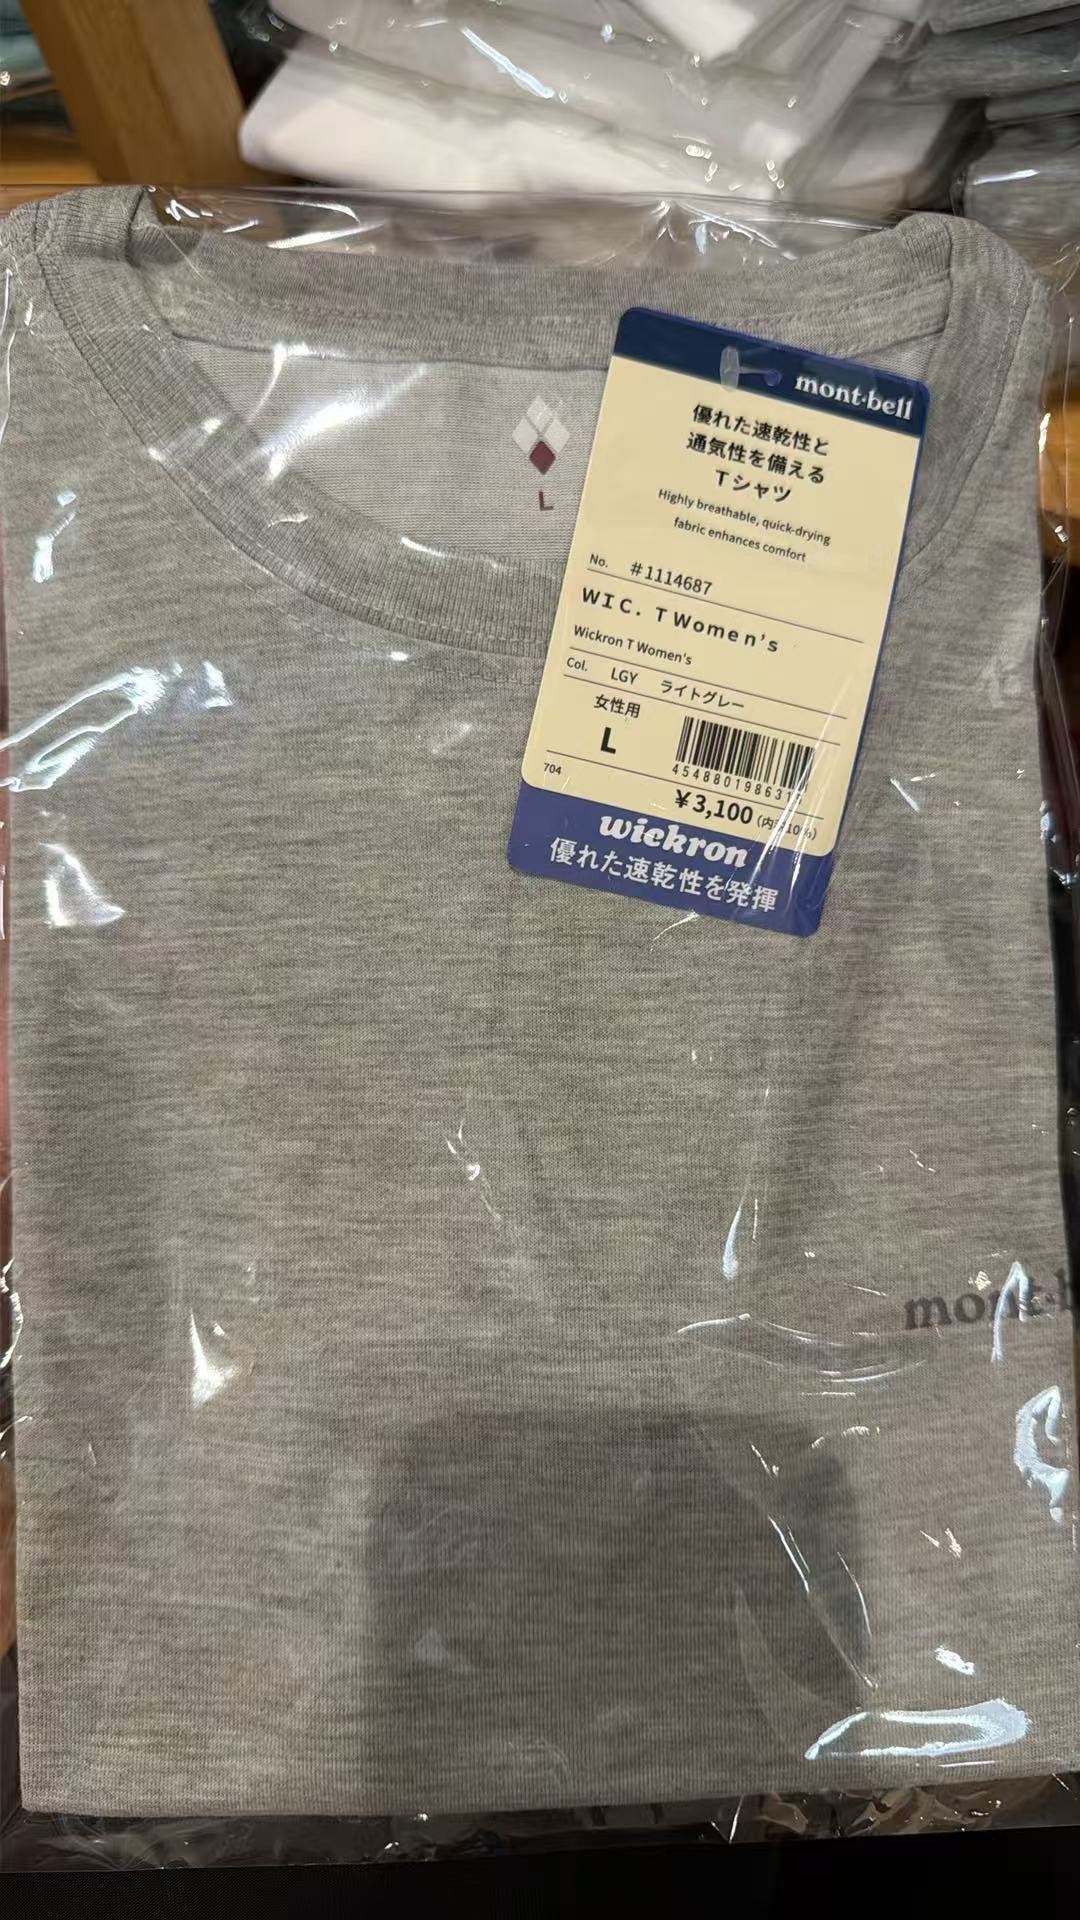 mont·bell
優れた速乾性と
通気性を備える
Tシャツ
Highly breathable, quick-drying
fabric enhances comfort
No. #1114687
WIC. T Women's
Wickron T Women's
Col. LGY ライトグレー
女性用
L
704
¥3,100
wickron
優れた速乾性を発揮
L